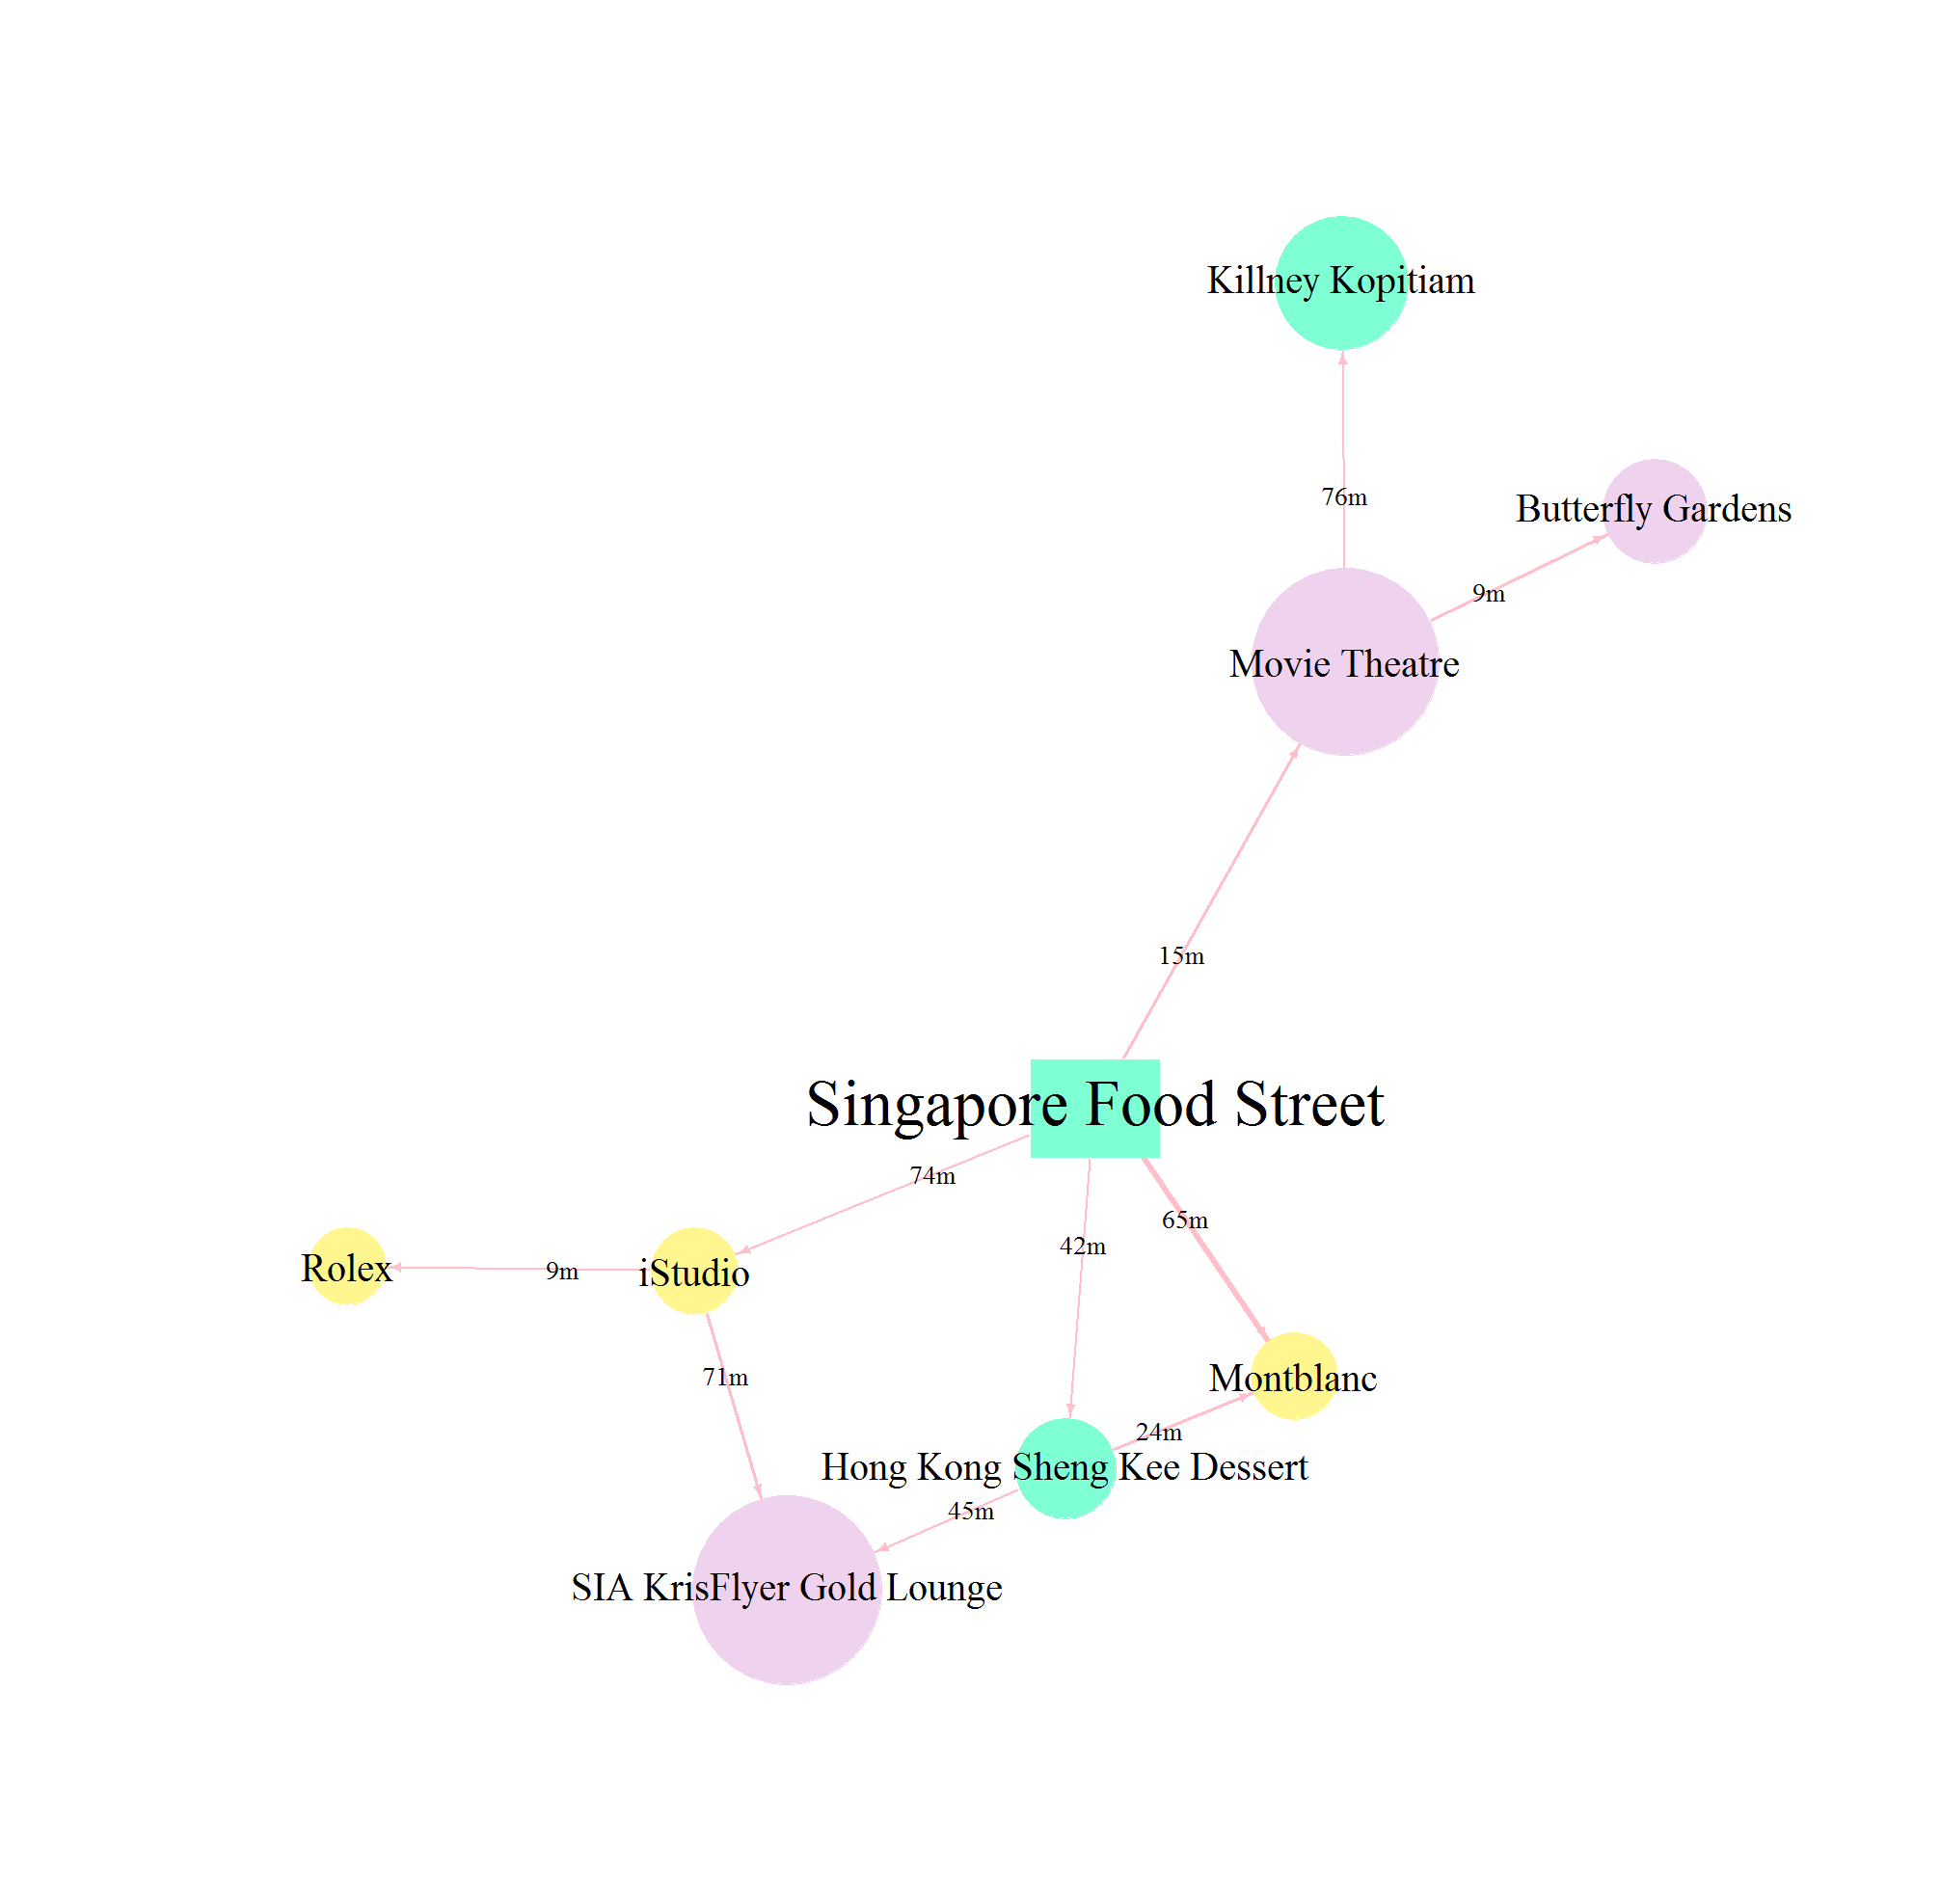 Killney Kopitiam
76m
Butterfly Gardens
9m
Movie Theatre
15m
Singapore Food Street
74m
65m
42m
Rolex
9m
iStudio
71m
Montblanc
24m
Hong Kong Sheng Kee Dessert
45m
SIA KrisFlyer Gold Lounge